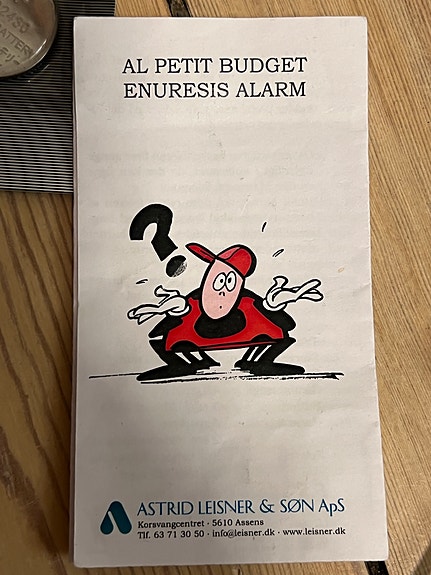 AL PETIT BUDGET
ENURESIS ALARM
?
ASTRID LEISNER & SØN ApS
Korsvangcentret · 5610 Assens
Tlf. 63 71 30 50 · info@leisner.dk · www.leisner.dk